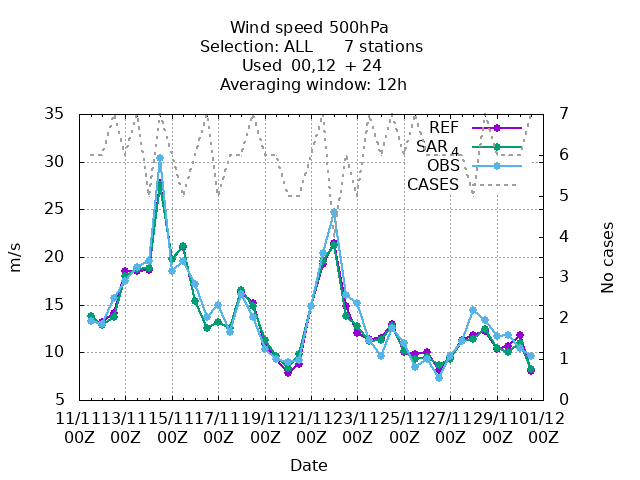 Wind speed 500hPa
Selection: ALL 7 stations
Used 00,12 + 24
Averaging window: 12h
35
30
25
20
15
10
5
m/s
7
6
5
4
3
2
1
0
No cases
REF
SAR 4
OBS
CASES
11/11 13/11 15/11 17/11 19/11 21/11 23/11 25/11 27/11 29/11 01/12
00Z 00Z 00Z 00Z 00Z 00Z 00Z 00Z 00Z 00Z 00Z
Date